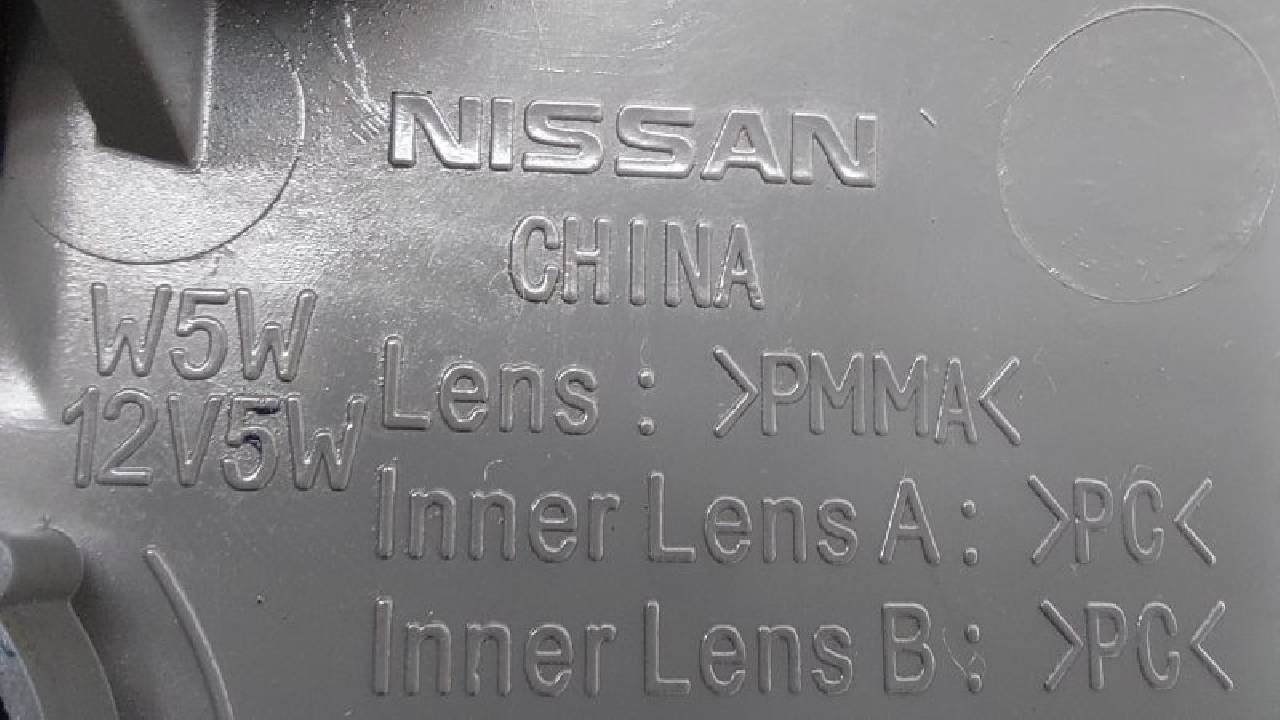 NISSAN
CHINA
W5W
12V5W
Lens : >PMMA<
Inner Lens A: >PC<
Inner Lens B: >PC<